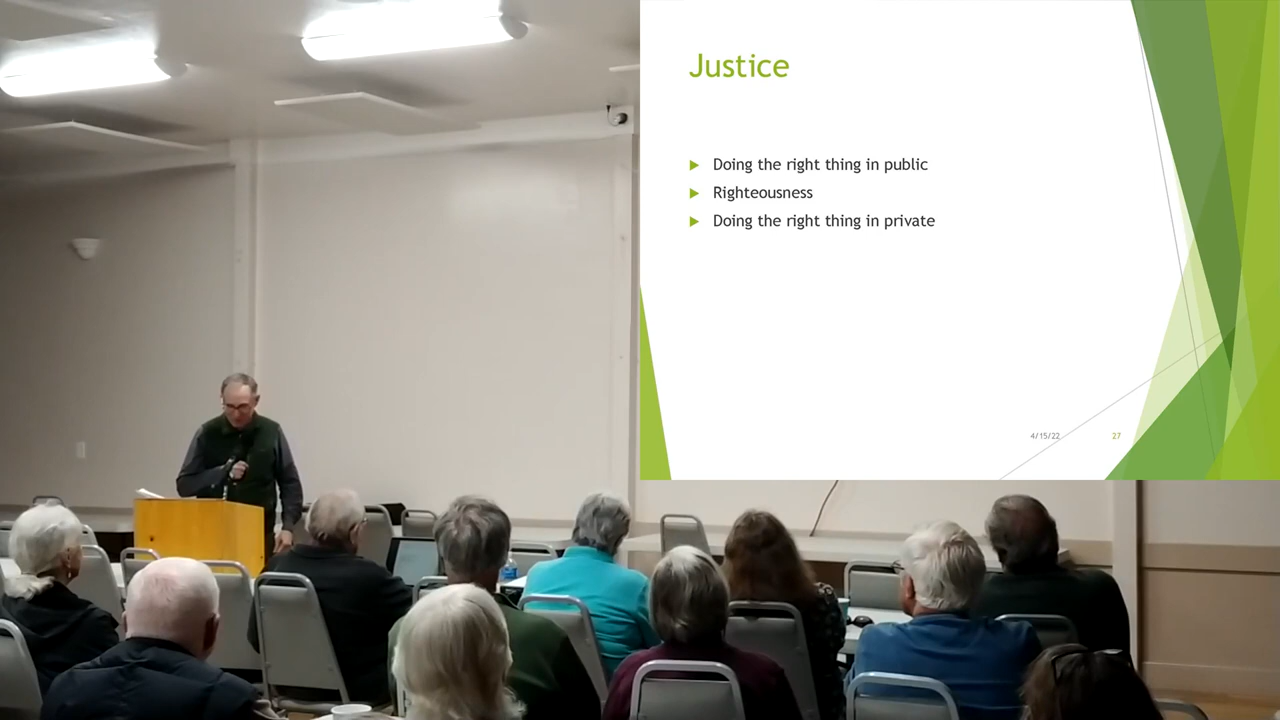 Justice
Doing the right thing in public
Righteousness
Doing the right thing in private
4/15/22
27